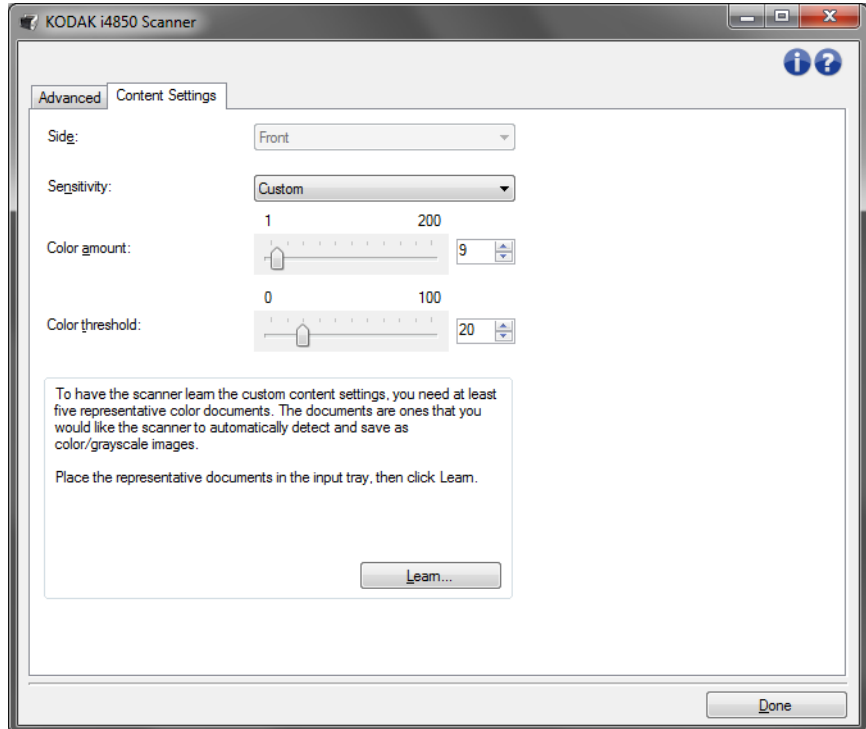 KODAK i4850 Scanner
Advanced
Content Settings
Side:
Front
Sensitivity:
Custom
1 200
Color amount:
9
0 100
Color threshold:
20
To have the scanner learn the custom content settings, you need at least
five representative color documents. The documents are ones that you
would like the scanner to automatically detect and save as
color/grayscale images.
Place the representative documents in the input tray, then click Learn.
Learn...
Done